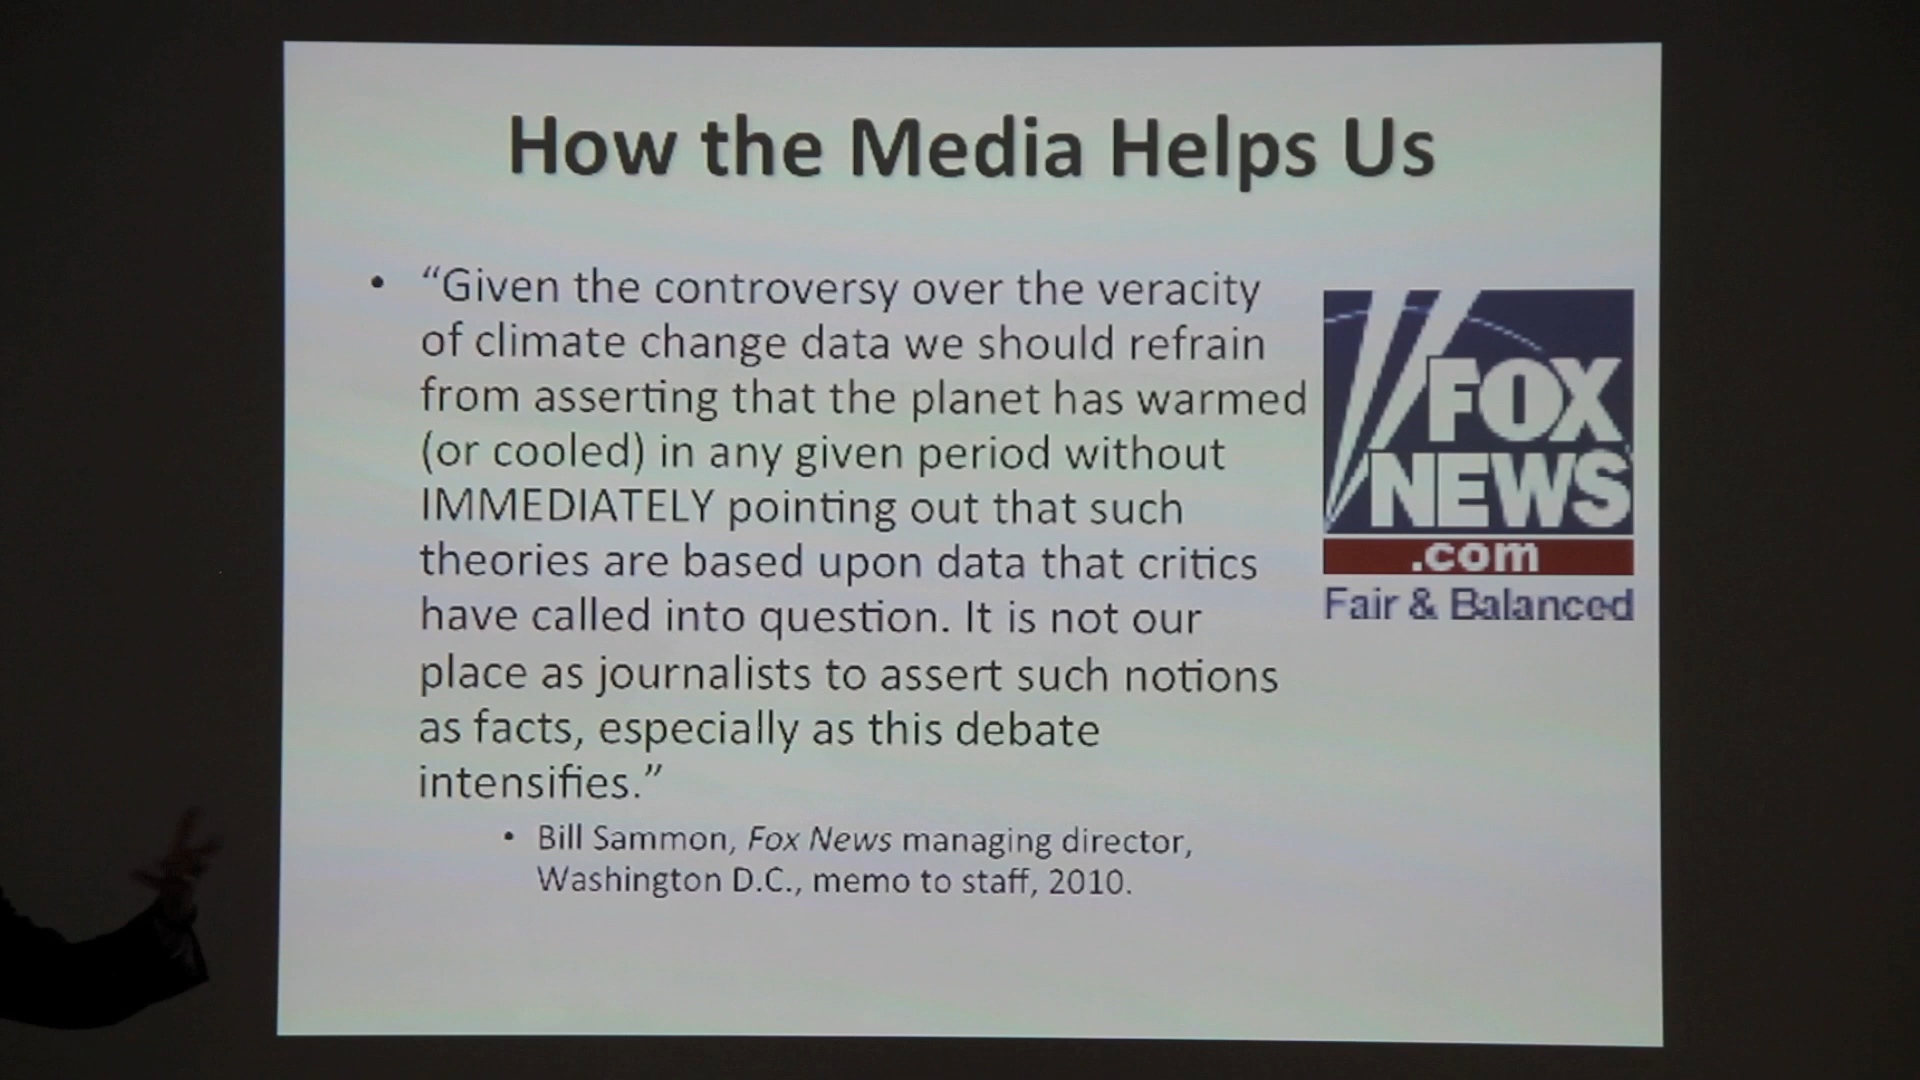 How the Media Helps Us
• “Given the controversy over the veracity
of climate change data we should refrain
from asserting that the planet has warmed
(or cooled) in any given period without
IMMEDIATELY pointing out that such
theories are based upon data that critics
have called into question. It is not our
place as journalists to assert such notions
as facts, especially as this debate
intensifies.”
• Bill Sammon, Fox News managing director,
Washington D.C., memo to staff, 2010.
FOX
NEWS
.com
Fair & Balanced